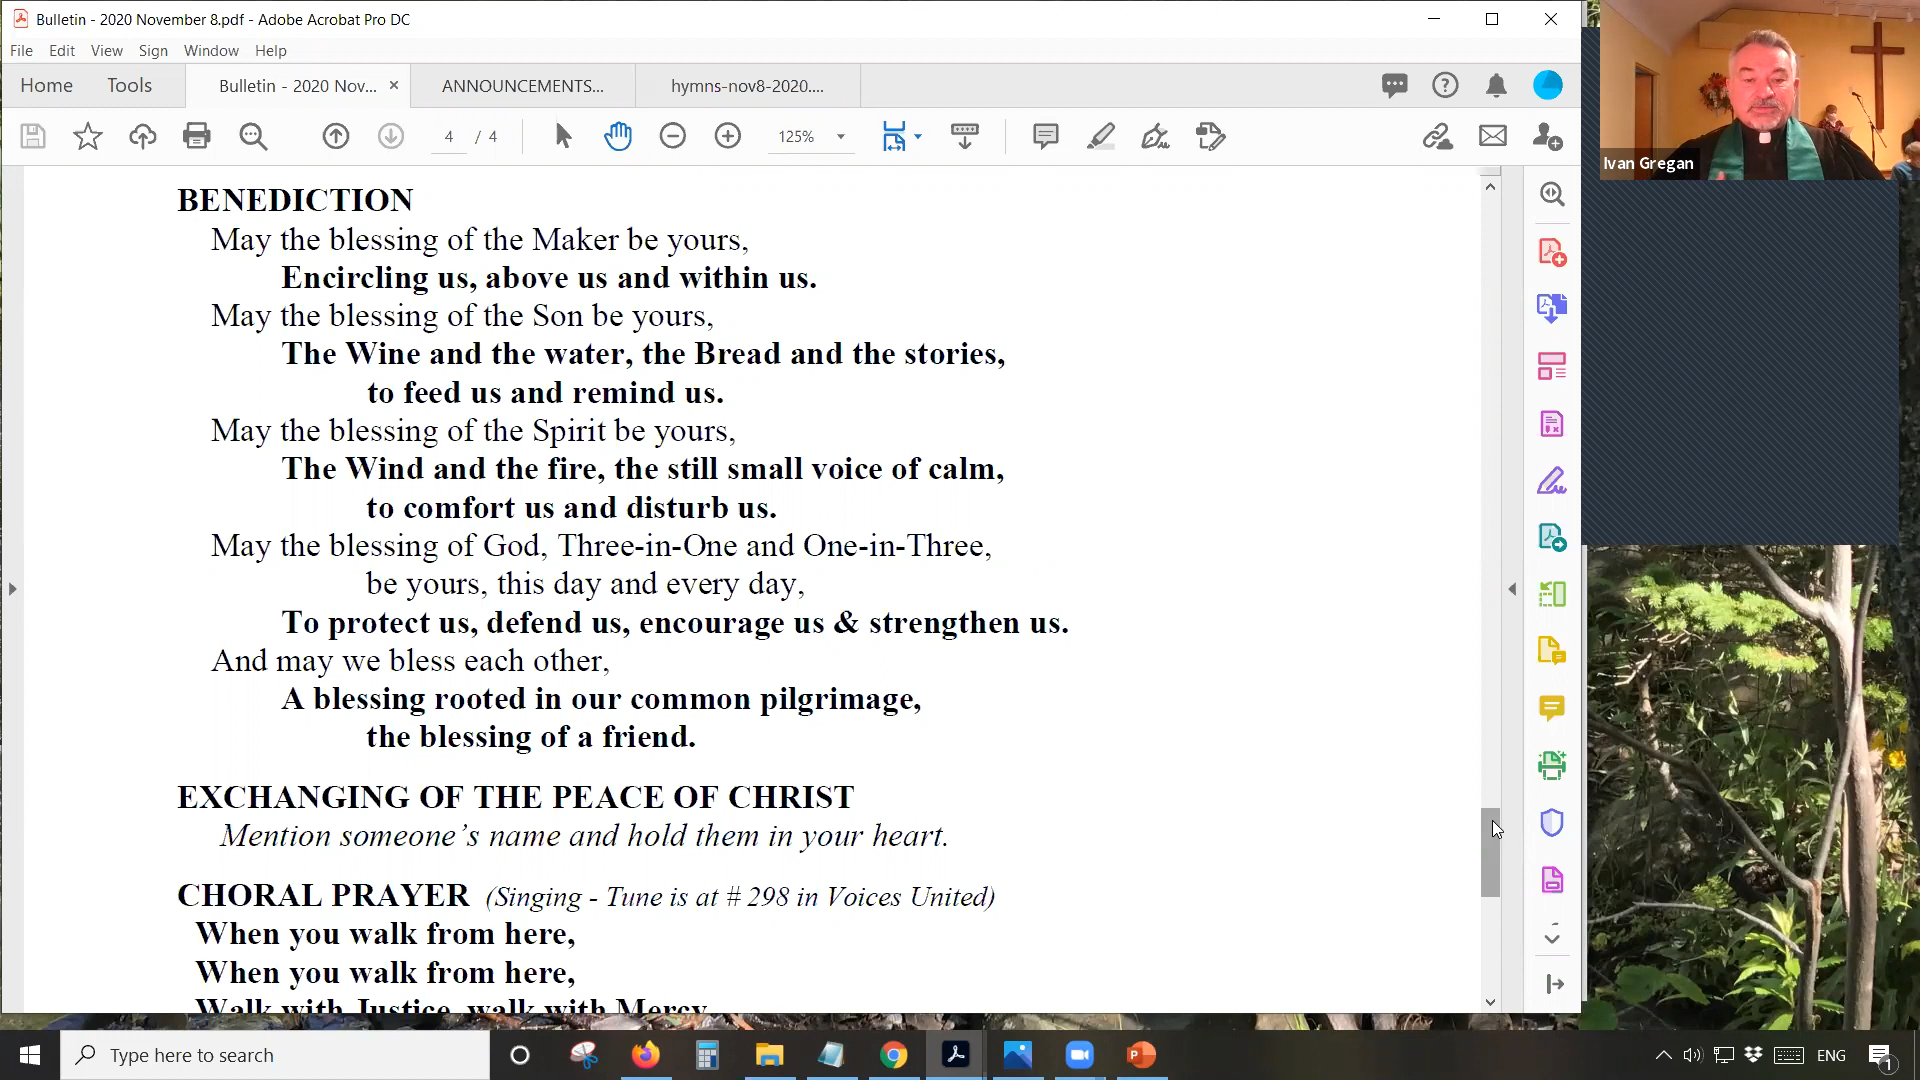 Bulletin - 2020 November 8.pdf - Adobe Acrobat Pro DC
File Edit View Sign Window Help
Home Tools Bulletin - 2020 Nov... × ANNOUNCEMENTS... hymns-nov8-2020....
4 / 4 125%
Ivan Gregan
BENEDICTION
May the blessing of the Maker be yours,
Encircling us, above us and within us.
May the blessing of the Son be yours,
The Wine and the water, the Bread and the stories,
to feed us and remind us.
May the blessing of the Spirit be yours,
The Wind and the fire, the still small voice of calm,
to comfort us and disturb us.
May the blessing of God, Three-in-One and One-in-Three,
be yours, this day and every day,
To protect us, defend us, encourage us & strengthen us.
And may we bless each other,
A blessing rooted in our common pilgrimage,
the blessing of a friend.
EXCHANGING OF THE PEACE OF CHRIST
Mention someone's name and hold them in your heart.
CHORAL PRAYER (Singing - Tune is at # 298 in Voices United)
When you walk from here,
When you walk from here,
Walk with Justice, walk with Mercy
Type here to search
ENG
1